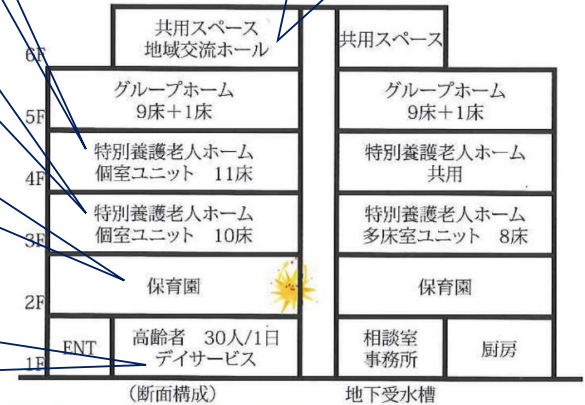 6F
共用スペース
地域交流ホール
共用スペース
5F
グループホーム
9床+1床
グループホーム
9床+1床
4F
特別養護老人ホーム
個室ユニット 11床
特別養護老人ホーム
共用
3F
特別養護老人ホーム
個室ユニット 10床
特別養護老人ホーム
多床室ユニット 8床
2F
保育園
保育園
1F
ENT
高齢者 30人/1日
デイサービス
相談室
事務所
厨房
(断面構成)
地下受水槽